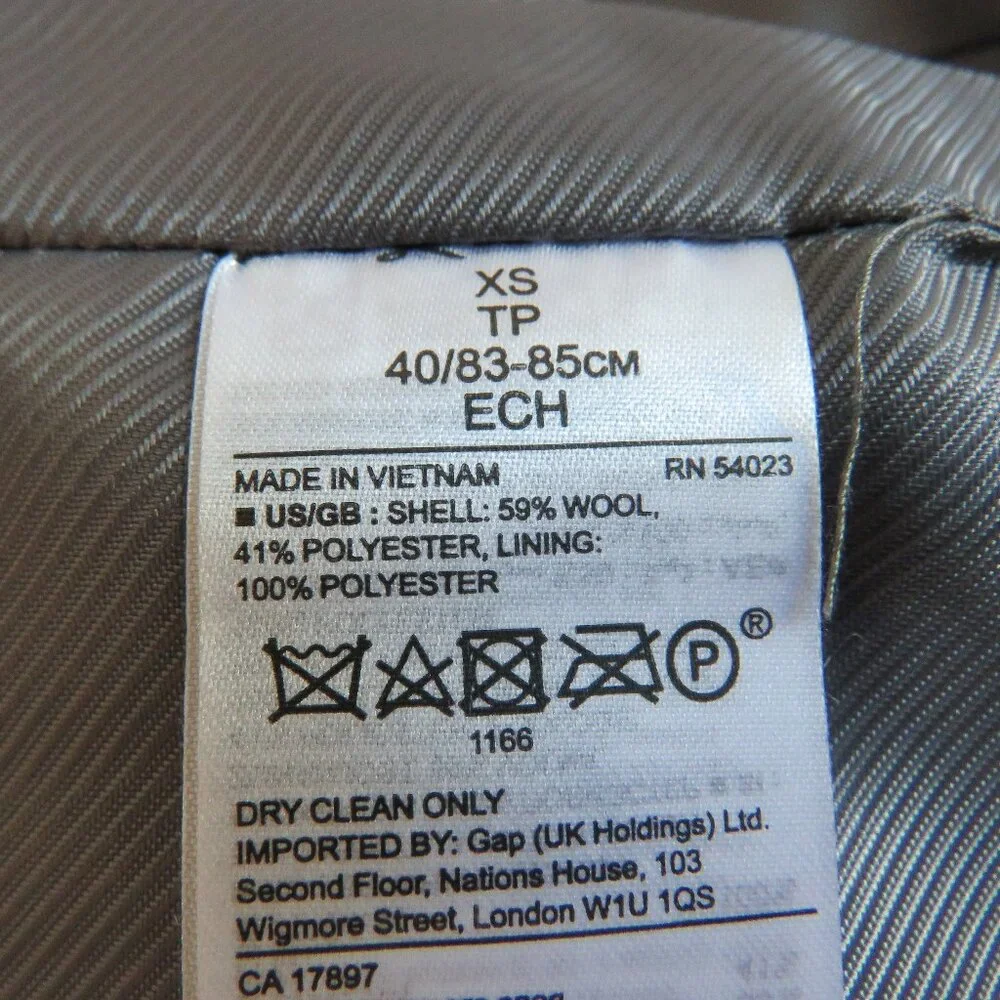 XS
TP
40/83-85CM
ECH
MADE IN VIETNAM RN 54023
■ US/GB : SHELL: 59% WOOL,
41% POLYESTER, LINING:
100% POLYESTER
P ®
1166
DRY CLEAN ONLY
IMPORTED BY: Gap (UK Holdings) Ltd.
Second Floor, Nations House, 103
Wigmore Street, London W1U 1QS
CA 17897